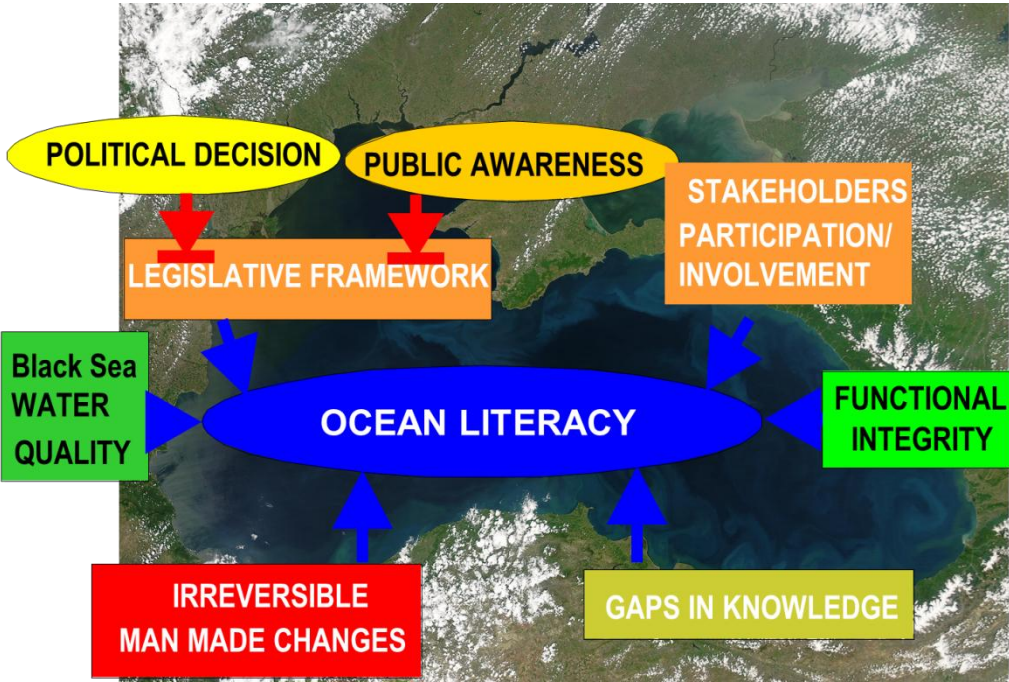 POLITICAL DECISION
PUBLIC AWARENESS
STAKEHOLDERS
PARTICIPATION/
INVOLVEMENT
LEGISLATIVE FRAMEWORK
Black Sea
WATER
QUALITY
OCEAN LITERACY
FUNCTIONAL
INTEGRITY
IRREVERSIBLE
MAN MADE CHANGES
GAPS IN KNOWLEDGE